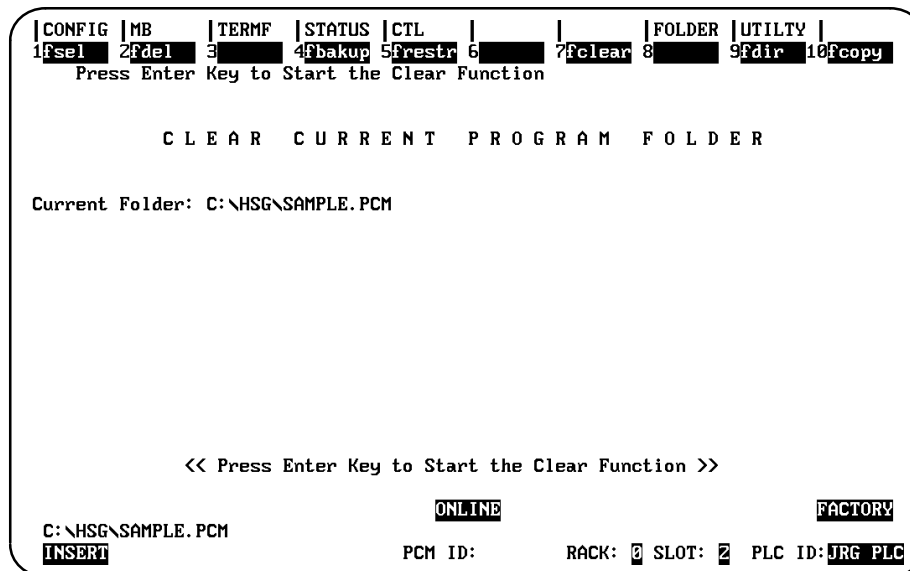 |CONFIG |MB |TERMF |STATUS |CTL | | |FOLDER |UTILTY |
1fsel 2fdel 3 4fbakup 5frestr 6 7fclear 8 9fdir 10fcopy
Press Enter Key to Start the Clear Function
C L E A R C U R R E N T P R O G R A M F O L D E R
Current Folder: C:\HSG\SAMPLE.PCM
<< Press Enter Key to Start the Clear Function >>
ONLINE FACTORY
C:\HSG\SAMPLE.PCM
INSERT PCM ID: RACK: 0 SLOT: 2 PLC ID: JRG PLC